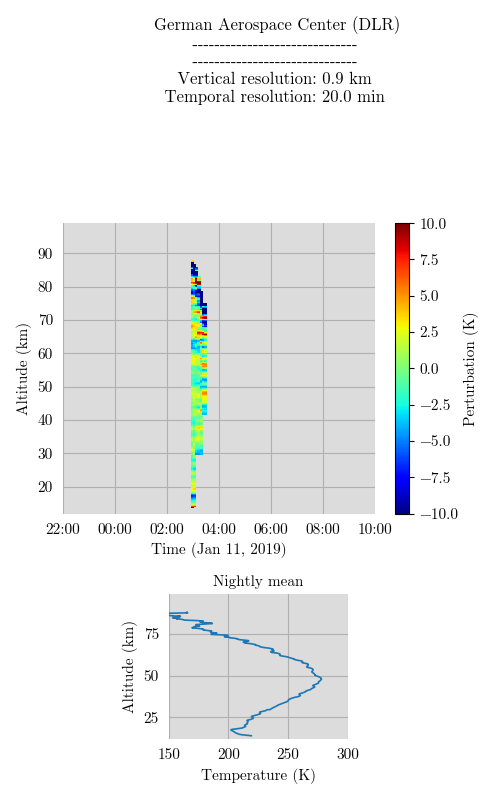 German Aerospace Center (DLR)
------------------------------
------------------------------
Vertical resolution: 0.9 km
Temporal resolution: 20.0 min
90
80
70
60
50
40
30
20
Altitude (km)
22:00 00:00 02:00 04:00 06:00 08:00 10:00
Time (Jan 11, 2019)
10.0
7.5
5.0
2.5
0.0
−2.5
−5.0
−7.5
−10.0
Perturbation (K)
Nightly mean
75
50
25
Altitude (km)
150 200 250 300
Temperature (K)